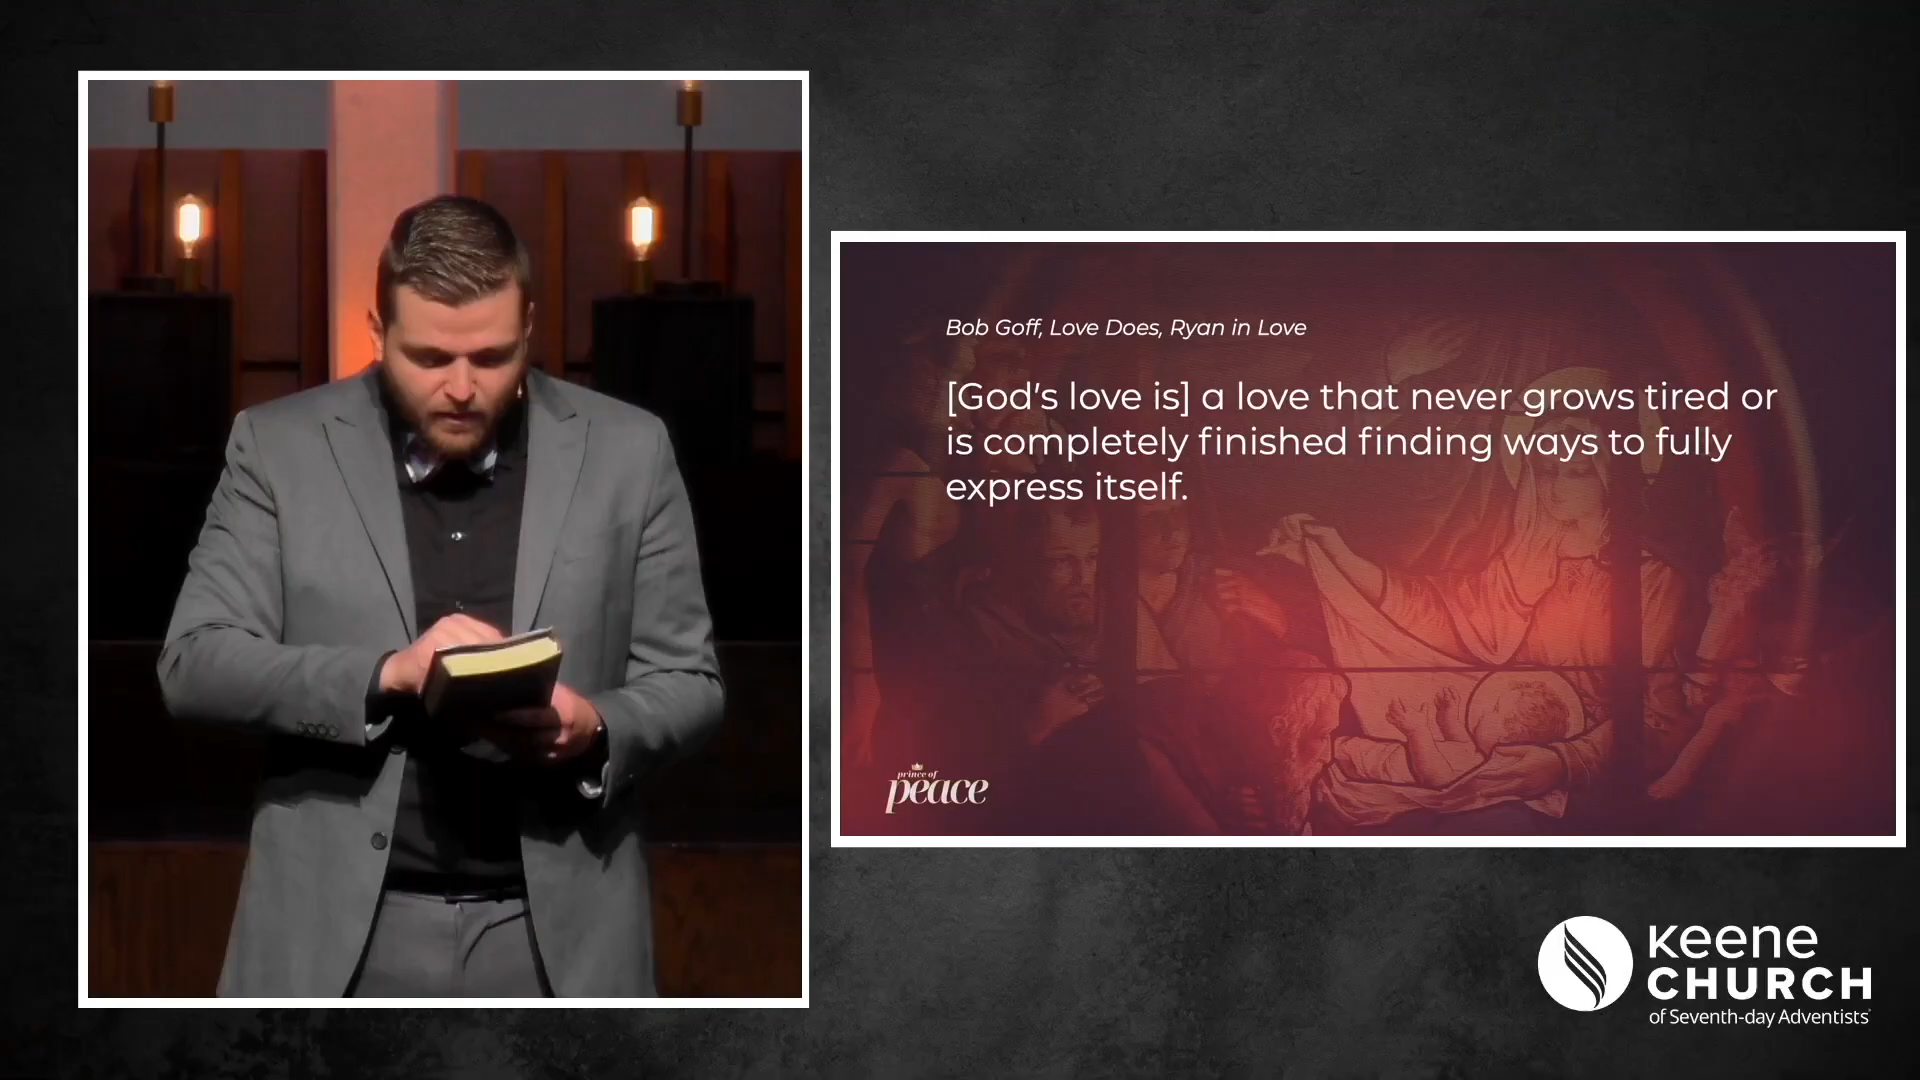 Bob Goff, Love Does, Ryan in Love
[God's love is] a love that never grows tired or
is completely finished finding ways to fully
express itself.
prince of
peace
Keene
CHURCH
of Seventh-day Adventists